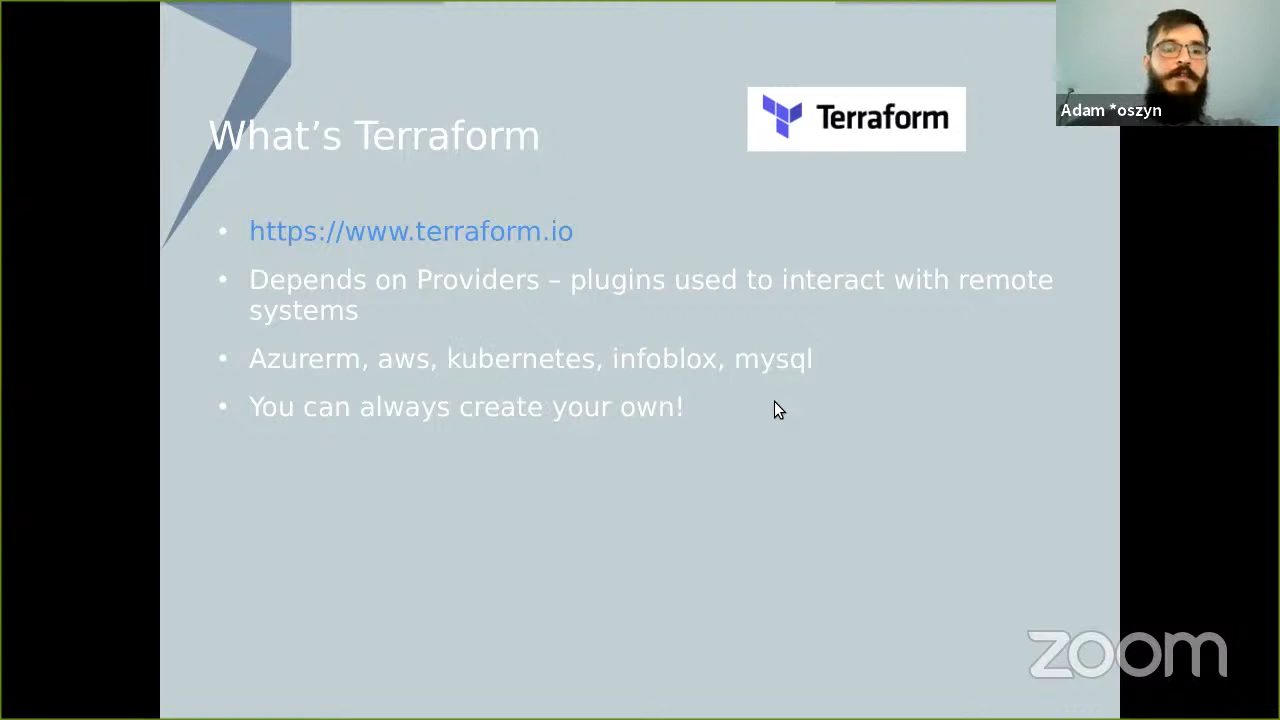 What’s Terraform
Terraform
Adam *oszyn
• https://www.terraform.io
• Depends on Providers – plugins used to interact with remote
systems
• Azurerm, aws, kubernetes, infoblox, mysql
• You can always create your own!
zoom